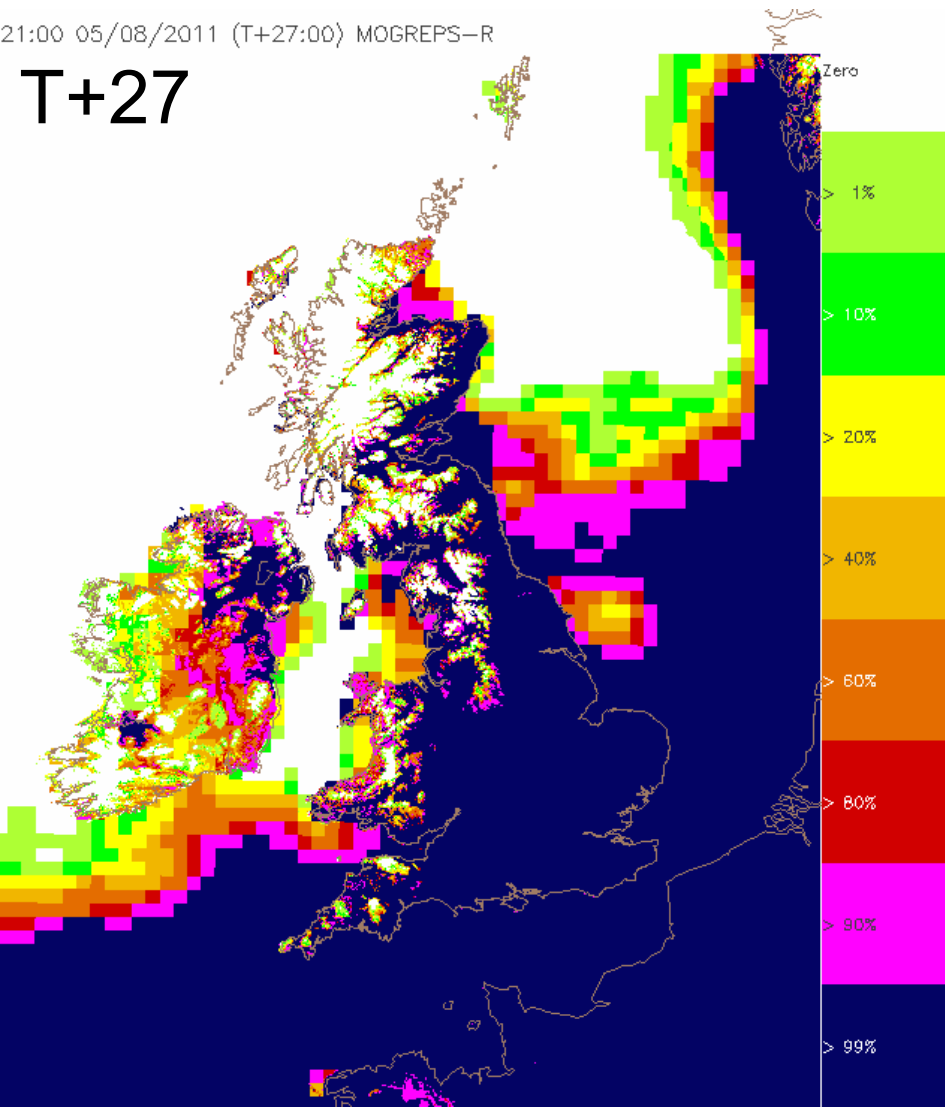 21:00 05/08/2011 (T+27:00) MOGREPS-R
T+27
Zero
> 1%
> 10%
> 20%
> 40%
> 60%
> 80%
> 90%
> 99%